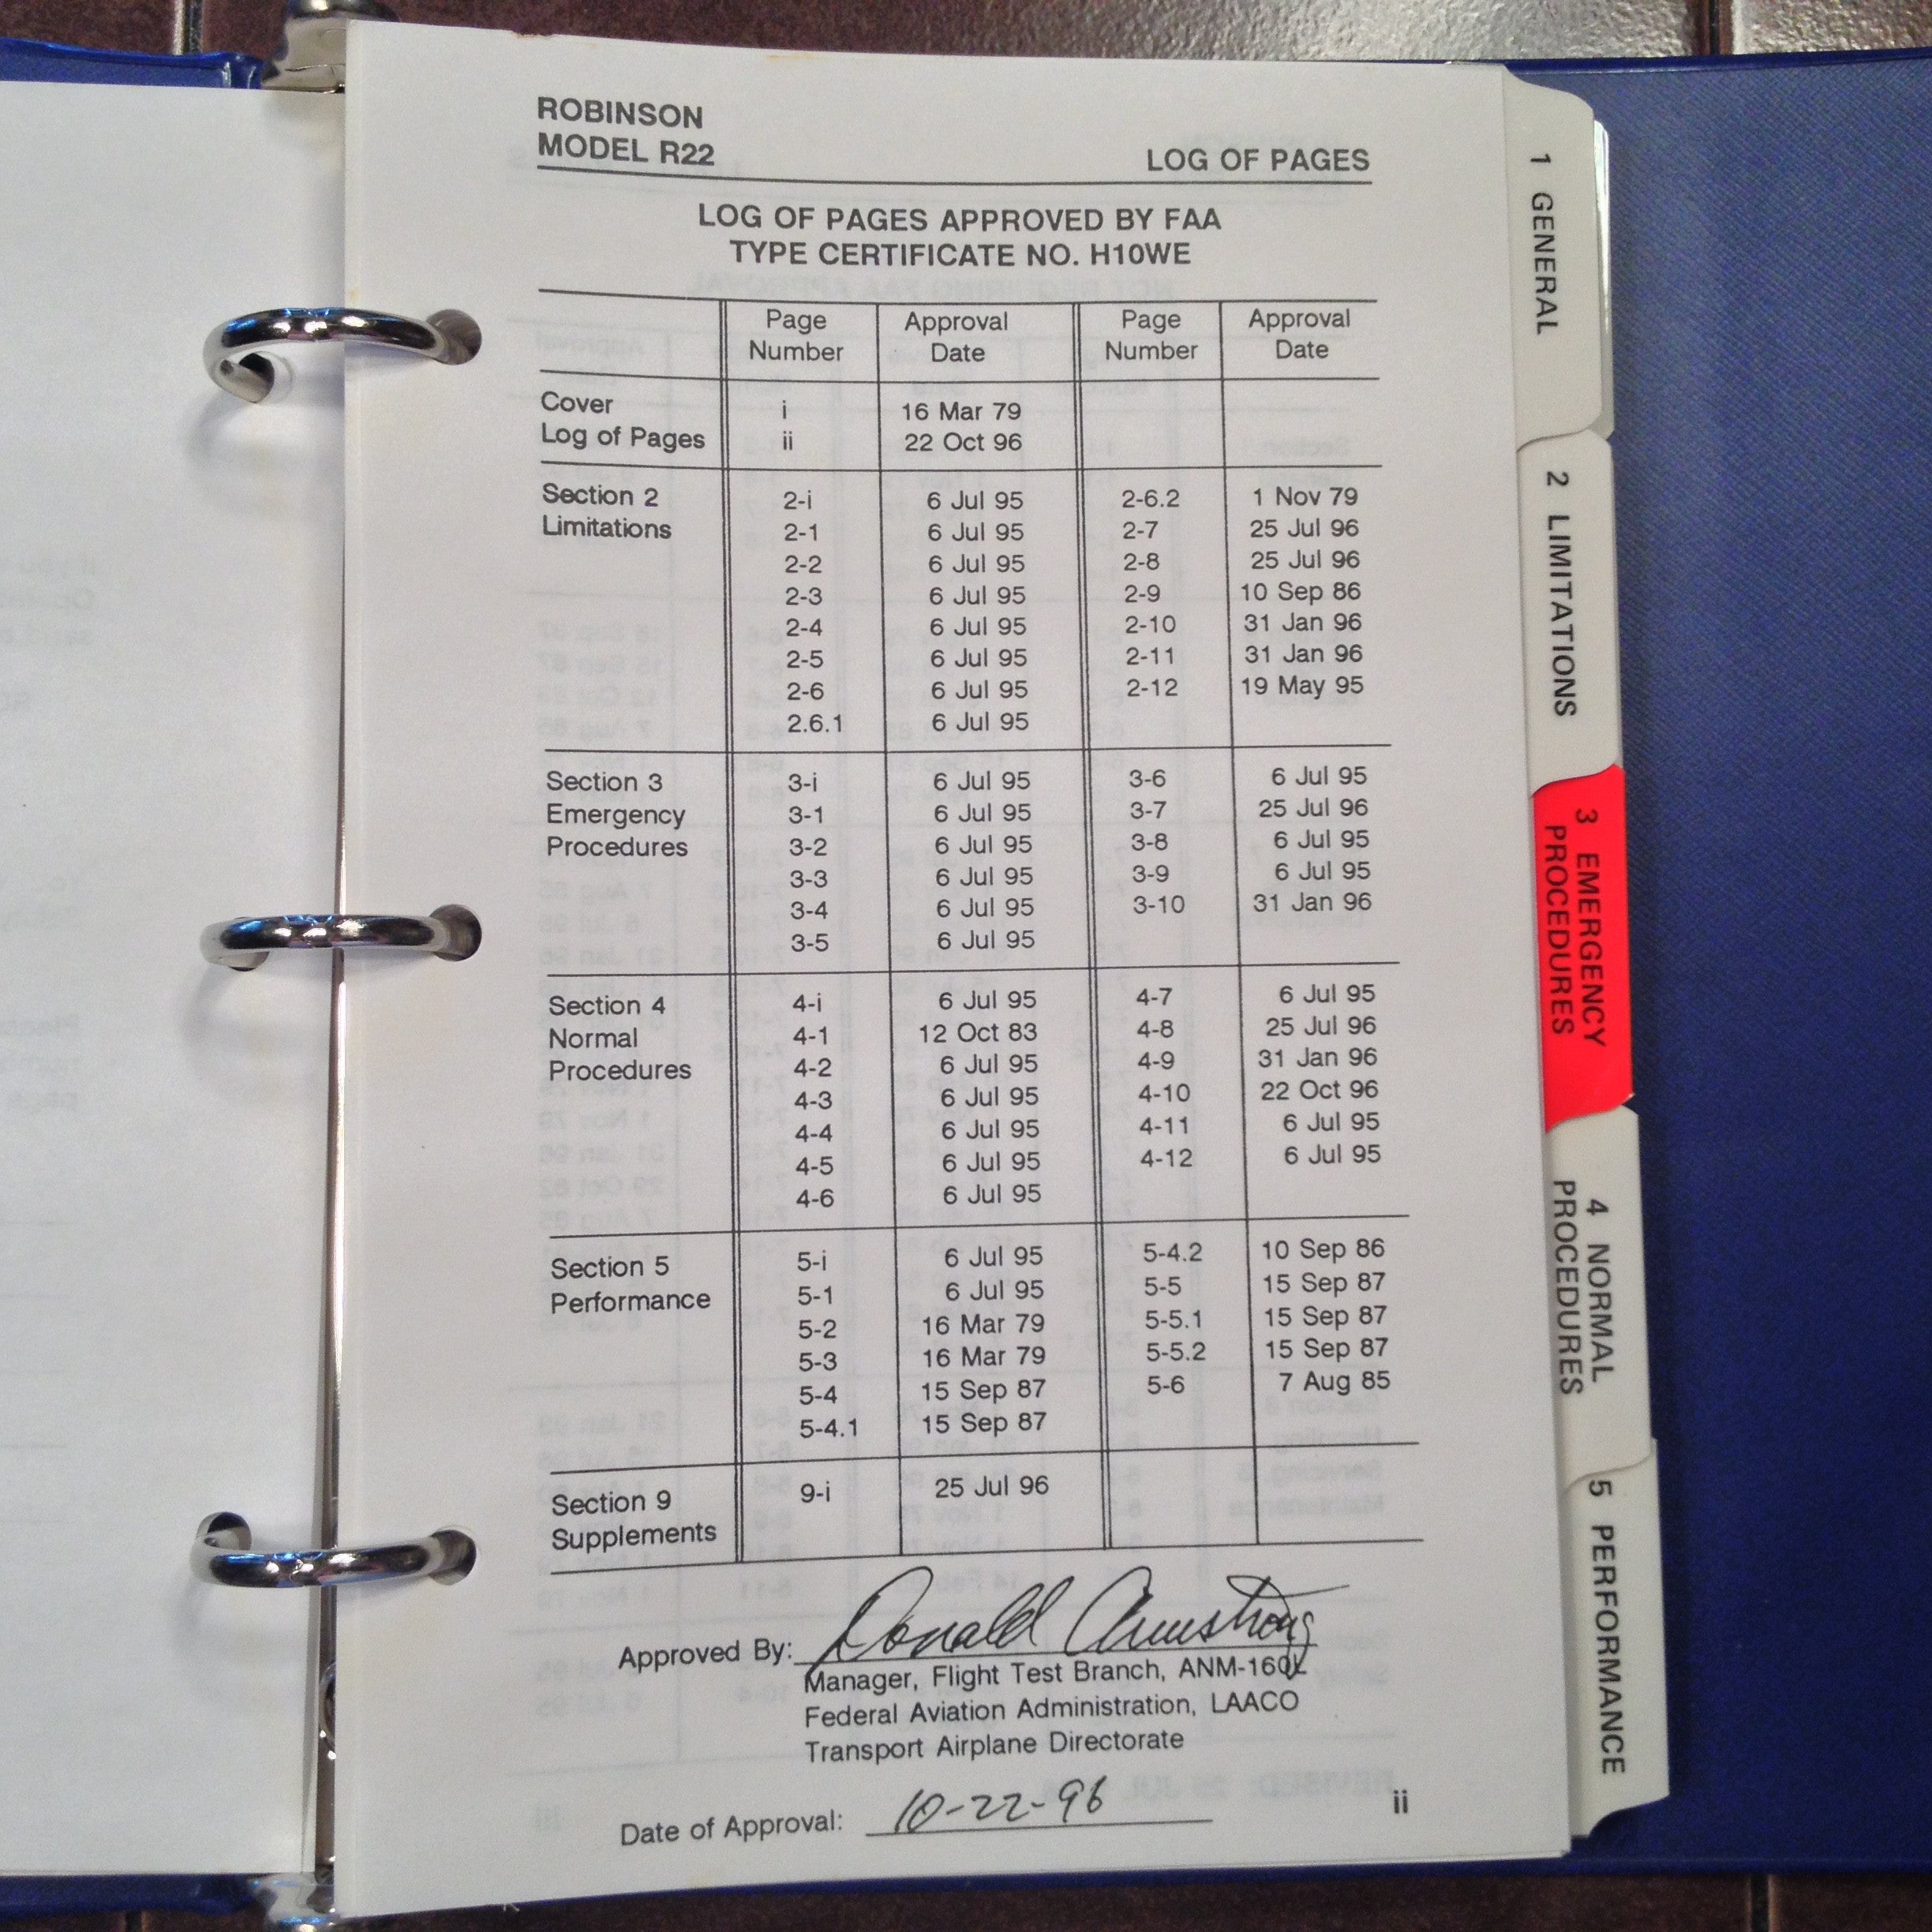 ROBINSON
MODEL R22 LOG OF PAGES
LOG OF PAGES APPROVED BY FAA
TYPE CERTIFICATE NO. H10WE
Page Approval Page Approval
Number Date Number Date
Cover i 16 Mar 79
Log of Pages ii 22 Oct 96
Section 2 2-i 6 Jul 95 2-6.2 1 Nov 79
Limitations 2-1 6 Jul 95 2-7 25 Jul 96
2-2 6 Jul 95 2-8 25 Jul 96
2-3 6 Jul 95 2-9 10 Sep 86
2-4 6 Jul 95 2-10 31 Jan 96
2-5 6 Jul 95 2-11 31 Jan 96
2-6 6 Jul 95 2-12 19 May 95
2.6.1 6 Jul 95
Section 3 3-i 6 Jul 95 3-6 6 Jul 95
Emergency 3-1 6 Jul 95 3-7 25 Jul 96
Procedures 3-2 6 Jul 95 3-8 6 Jul 95
3-3 6 Jul 95 3-9 6 Jul 95
3-4 6 Jul 95 3-10 31 Jan 96
3-5 6 Jul 95
Section 4 4-i 6 Jul 95 4-7 6 Jul 95
Normal 4-1 12 Oct 83 4-8 25 Jul 96
Procedures 4-2 6 Jul 95 4-9 31 Jan 96
4-3 6 Jul 95 4-10 22 Oct 96
4-4 6 Jul 95 4-11 6 Jul 95
4-5 6 Jul 95 4-12 6 Jul 95
4-6 6 Jul 95
Section 5 5-i 6 Jul 95 5-4.2 10 Sep 86
Performance 5-1 6 Jul 95 5-5 15 Sep 87
5-2 16 Mar 79 5-5.1 15 Sep 87
5-3 16 Mar 79 5-5.2 15 Sep 87
5-4 15 Sep 87 5-6 7 Aug 85
5-4.1 15 Sep 87
Section 9 9-i 25 Jul 96
Supplements
Approved By: Donald Armstrong
Manager, Flight Test Branch, ANM-160L
Federal Aviation Administration, LAACO
Transport Airplane Directorate
Date of Approval: 10-22-96
ii
1 GENERAL
2 LIMITATIONS
3 EMERGENCY
PROCEDURES
4 NORMAL
PROCEDURES
5 PERFORMANCE